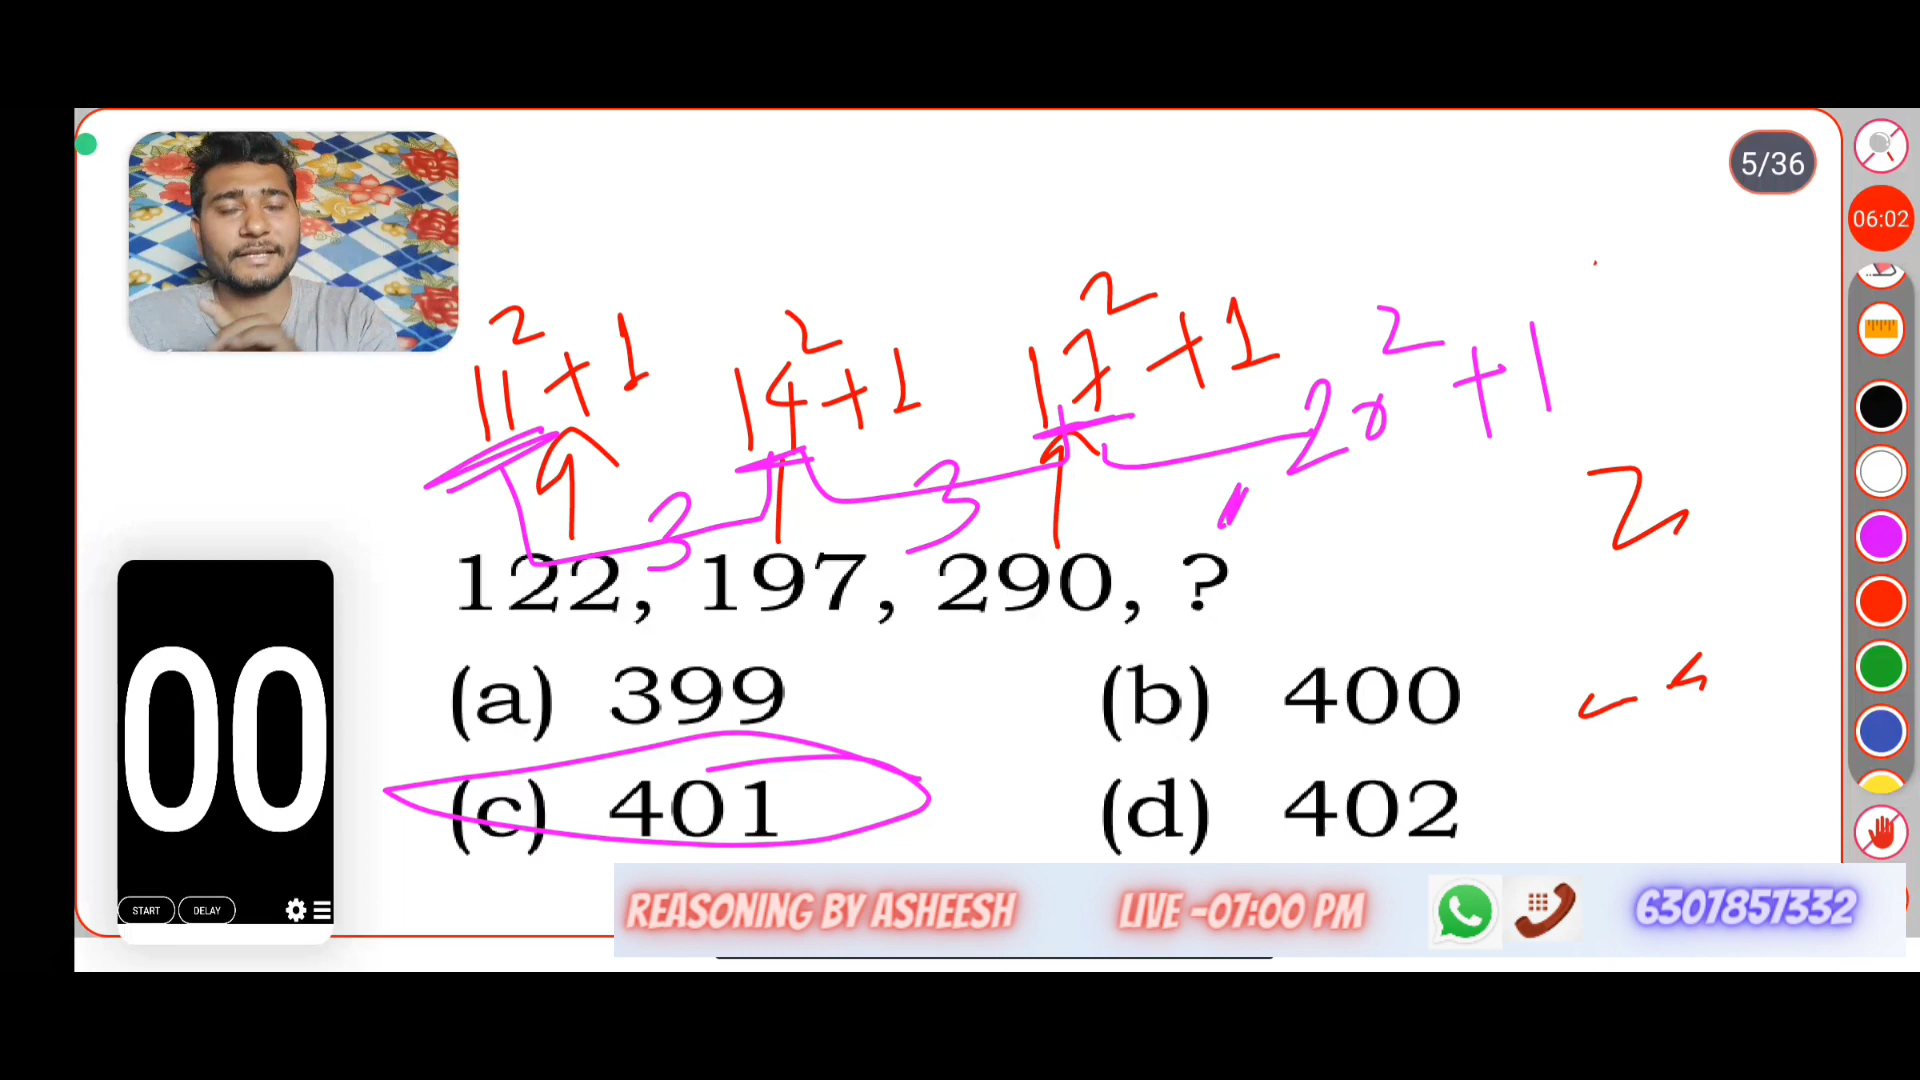 5/36
06:02
11²+1 14²+1 17²+1 20²+1
3 3
122, 197, 290, ?
(a) 399 (b) 400
(c) 401 (d) 402
00
START DELAY
REASONING BY ASHEESH LIVE -07:00 PM 6307857332